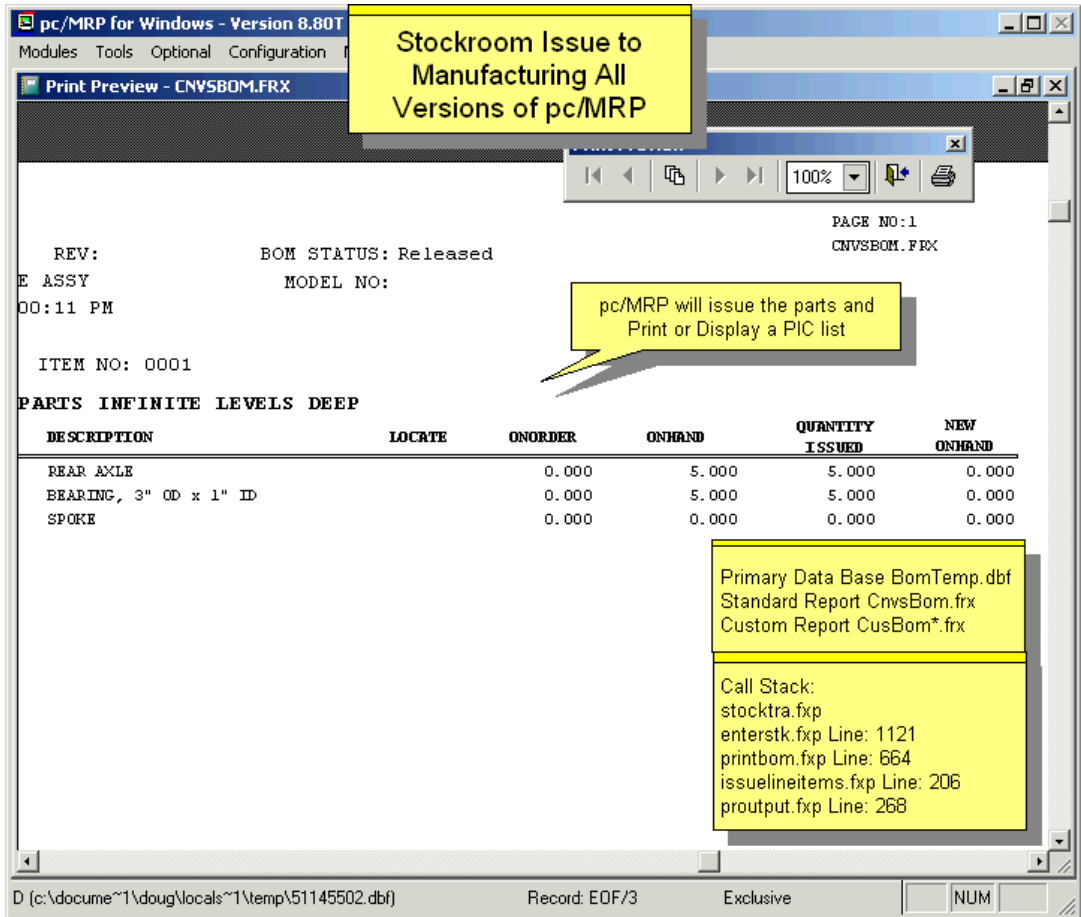 pc/MRP for Windows - Version 8.80T
Modules Tools Optional Configuration
Stockroom Issue to
Manufacturing All
Versions of pc/MRP
Print Preview - CNVSBOM.FRX
100%
PAGE NO:1
CNVSBOM.FRX
REV: BOM STATUS: Released
E ASSY MODEL NO:
00:11 PM
pc/MRP will issue the parts and
Print or Display a PIC list
ITEM NO: 0001
PARTS INFINITE LEVELS DEEP
DESCRIPTION LOCATE ONORDER ONHAND QUANTITY ISSUED NEW ONHAND
REAR AXLE 0.000 5.000 5.000 0.000
BEARING, 3" OD x 1" ID 0.000 5.000 5.000 0.000
SPOKE 0.000 0.000 0.000 0.000
Primary Data Base BomTemp.dbf
Standard Report CnvsBom.frx
Custom Report CusBom*.frx
Call Stack:
stocktra.fxp
enterstk.fxp Line: 1121
printbom.fxp Line: 664
issuelineitems.fxp Line: 206
proutput.fxp Line: 268
D (c:\docume~1\doug\locals~1\temp\51145502.dbf) Record: EOF/3 Exclusive NUM